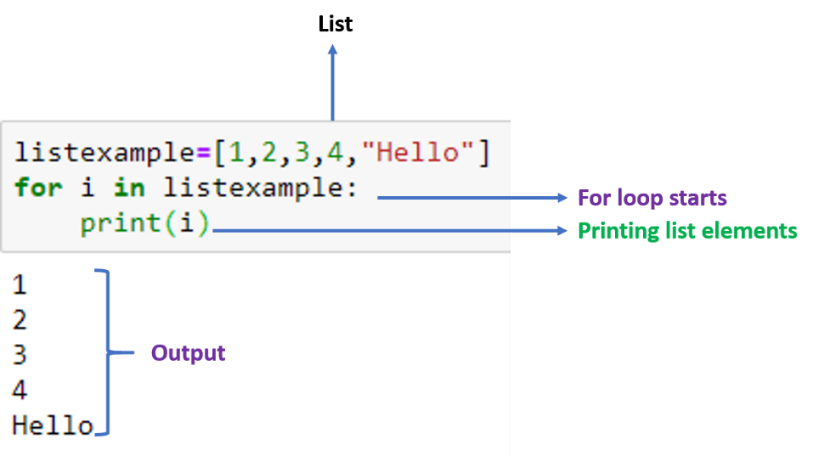 List
listexample=[1,2,3,4,"Hello"]
for i in listexample:
    print(i)
For loop starts
Printing list elements
1
2
3
4
Hello
Output